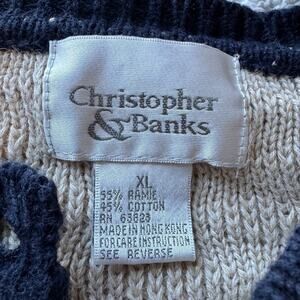 Christopher
& Banks
XL
55% RAMIE
45% COTTON
RN 63823
MADE IN HONG KONG
FOR CARE INSTRUCTION
SEE REVERSE